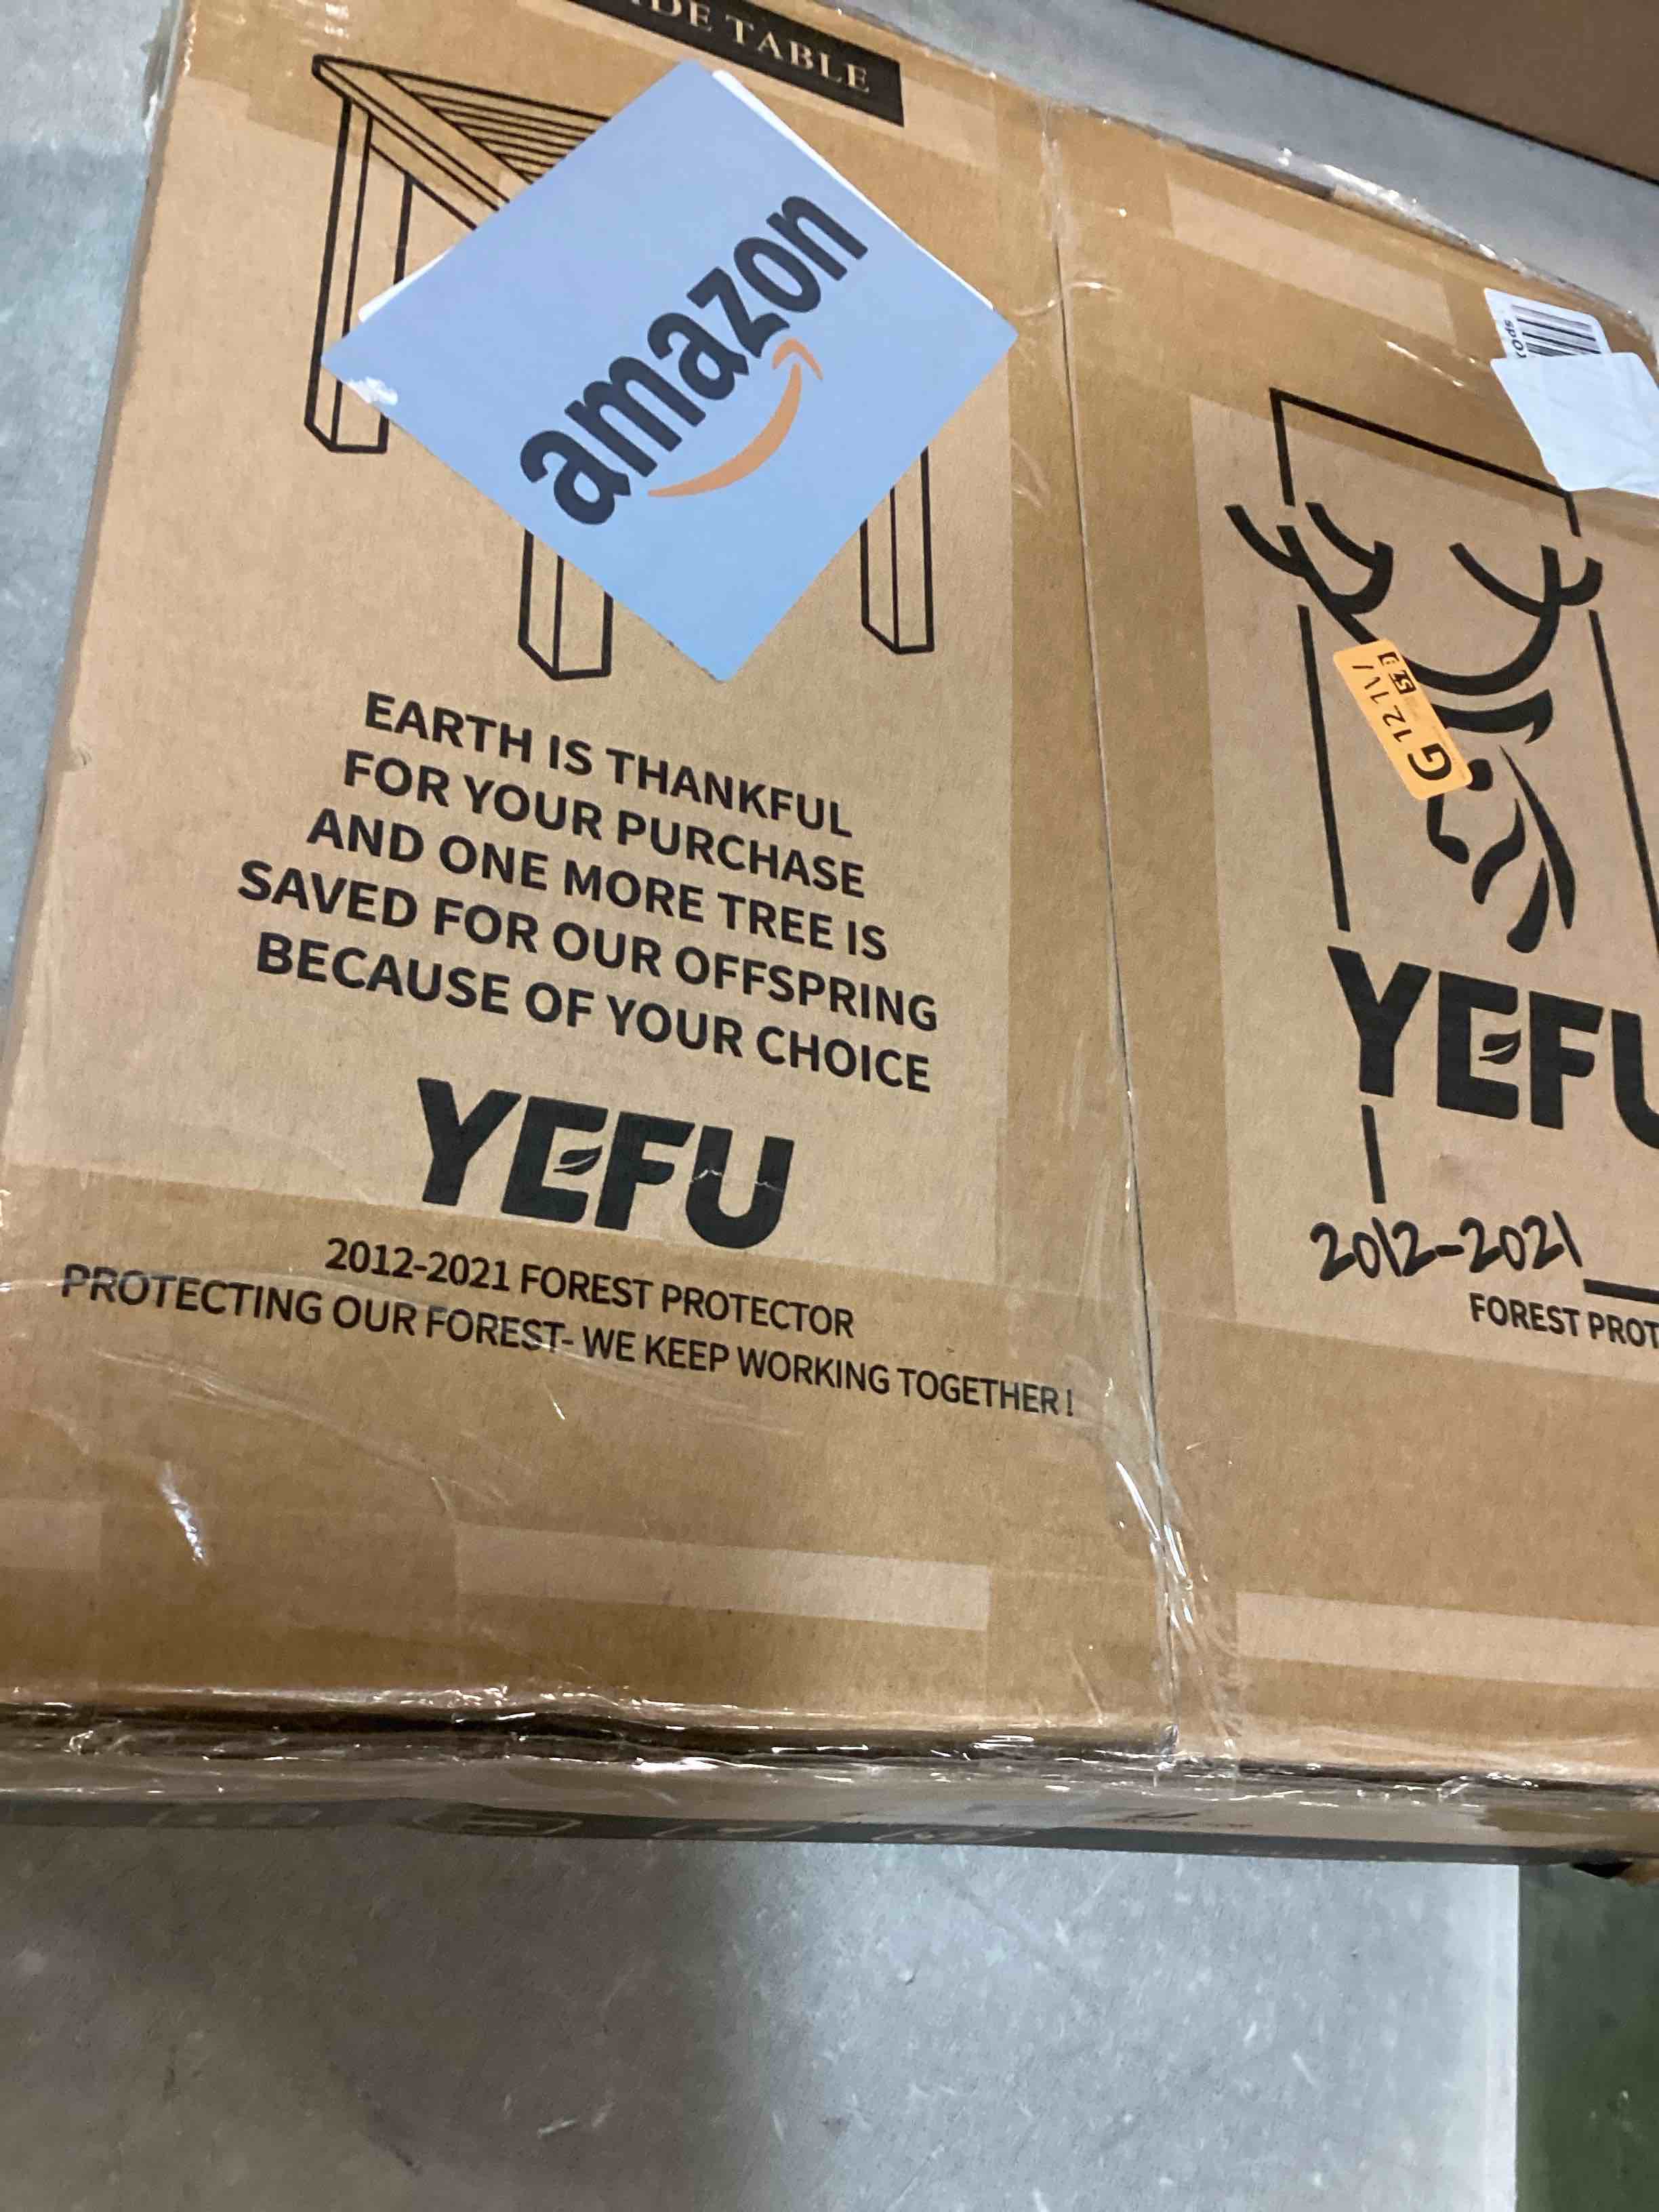 TABLE
amazon
EARTH IS THANKFUL
FOR YOUR PURCHASE
AND ONE MORE TREE IS
SAVED FOR OUR OFFSPRING
BECAUSE OF YOUR CHOICE
YEFU
2012-2021 FOREST PROTECTOR
PROTECTING OUR FOREST- WE KEEP WORKING TOGETHER!
G 121V
YEFU
2012-2021
FOREST PROT